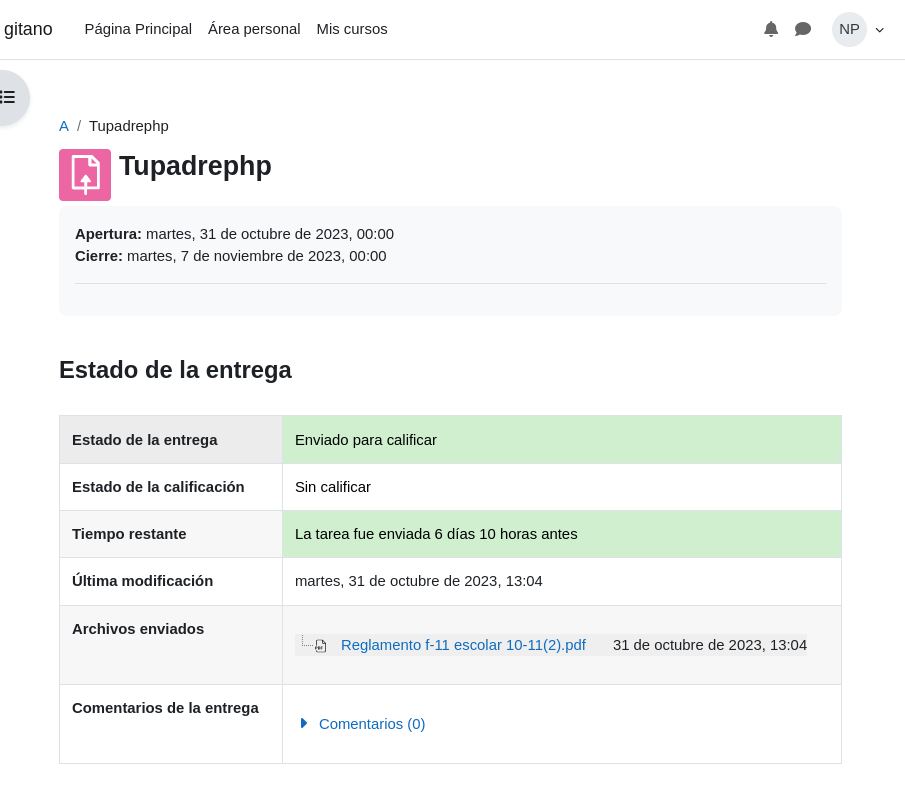 gitano Página Principal Área personal Mis cursos NP
A / Tupadrephp
Tupadrephp
Apertura: martes, 31 de octubre de 2023, 00:00
Cierre: martes, 7 de noviembre de 2023, 00:00
Estado de la entrega
Estado de la entrega Enviado para calificar
Estado de la calificación Sin calificar
Tiempo restante La tarea fue enviada 6 días 10 horas antes
Última modificación martes, 31 de octubre de 2023, 13:04
Archivos enviados Reglamento f-11 escolar 10-11(2).pdf 31 de octubre de 2023, 13:04
Comentarios de la entrega Comentarios (0)